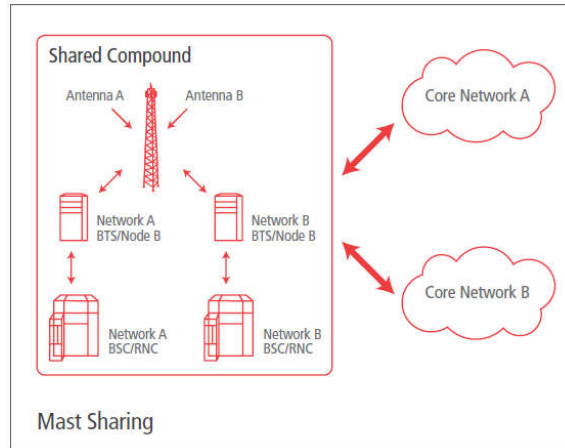 Shared Compound
Antenna A
Antenna B
Core Network A
Network A
BTS/Node B
Network B
BTS/Node B
Core Network B
Network A
BSC/RNC
Network B
BSC/RNC
Mast Sharing